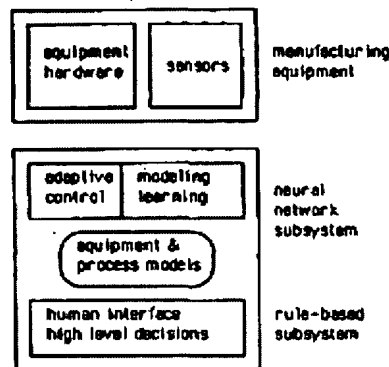 equipment hardware
sensors
manufacturing equipment
adaptive control
modeling learning
neural network subsystem
equipment & process models
human interface
high level decisions
rule-based subsystem